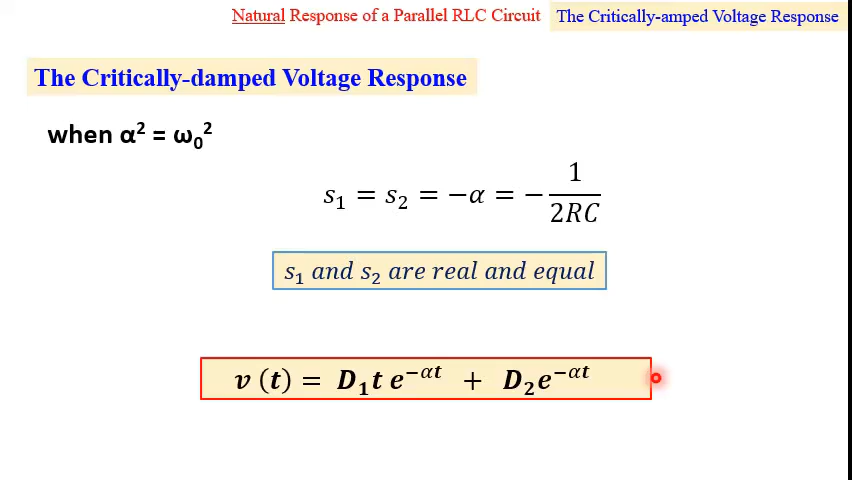 Natural Response of a Parallel RLC Circuit
The Critically-amped Voltage Response
The Critically-damped Voltage Response
when α² = ω₀²
s₁ = s₂ = −α = − 1/2RC
s₁ and s₂ are real and equal
v (t) = D₁t e^−αt + D₂e^−αt